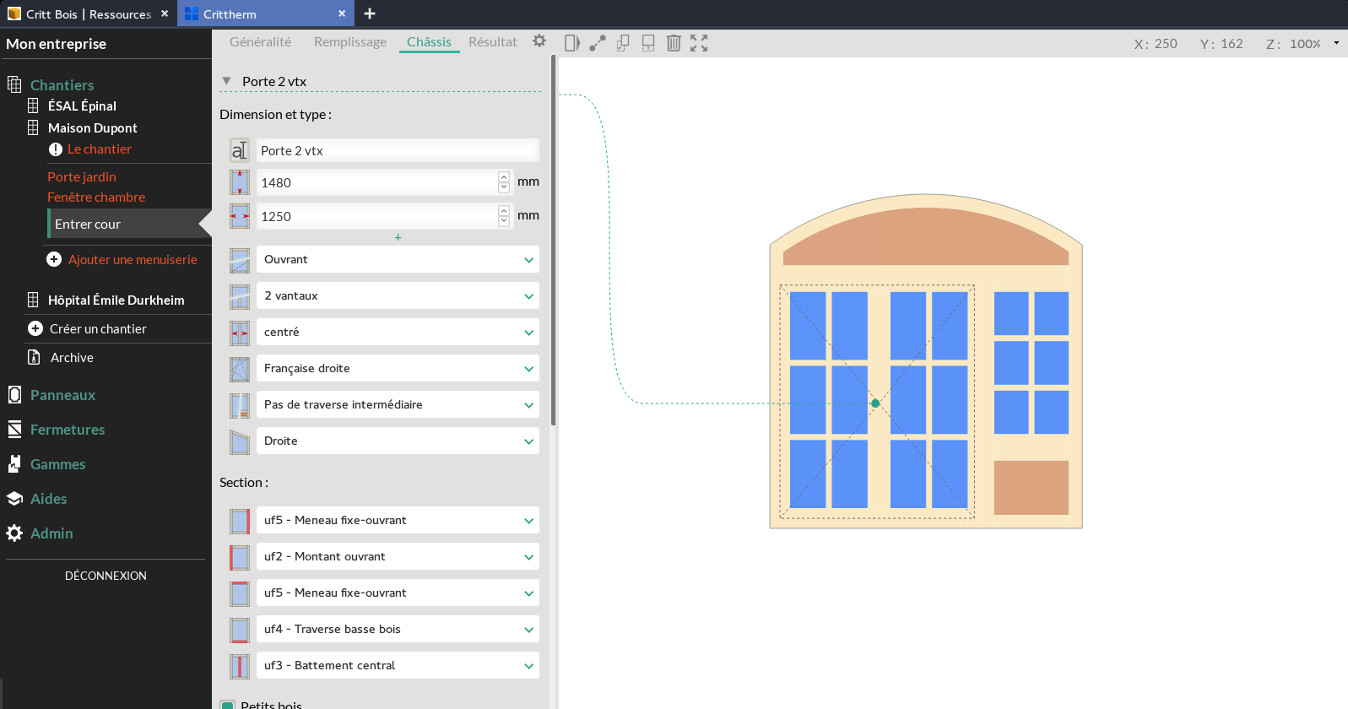 Critt Bois | Ressources
Crittherm
Mon entreprise
Chantiers
ÉSAL Épinal
Maison Dupont
Le chantier
Porte jardin
Fenêtre chambre
Entrer cour
Ajouter une menuiserie
Hôpital Émile Durkheim
Créer un chantier
Archive
Panneaux
Fermetures
Gammes
Aides
Admin
DÉCONNEXION
Généralité Remplissage Châssis Résultat
X : 250 Y : 162 Z : 100%
Porte 2 vtx
Dimension et type :
Porte 2 vtx
1480 mm
1250 mm
+
Ouvrant
2 vantaux
centré
Française droite
Pas de traverse intermédiaire
Droite
Section :
uf5 - Meneau fixe-ouvrant
uf2 - Montant ouvrant
uf5 - Meneau fixe-ouvrant
uf4 - Traverse basse bois
uf3 - Battement central
Petits bois